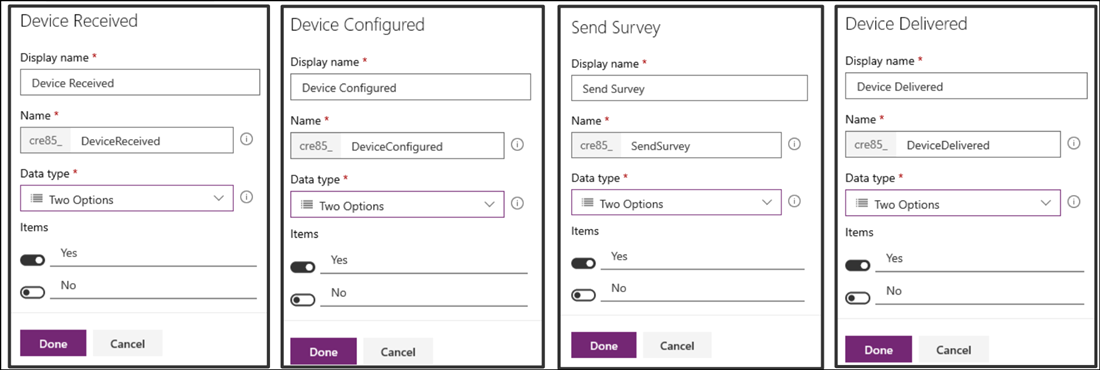 Device Received
Display name *
Device Received
Name *
cre85_ DeviceReceived
Data type *
Two Options
Items
Yes
No
Done Cancel
Device Configured
Display name *
Device Configured
Name *
cre85_ DeviceConfigured
Data type *
Two Options
Items
Yes
No
Done Cancel
Send Survey
Display name *
Send Survey
Name *
cre85_ SendSurvey
Data type *
Two Options
Items
Yes
No
Done Cancel
Device Delivered
Display name *
Device Delivered
Name *
cre85_ DeviceDelivered
Data type *
Two Options
Items
Yes
No
Done Cancel